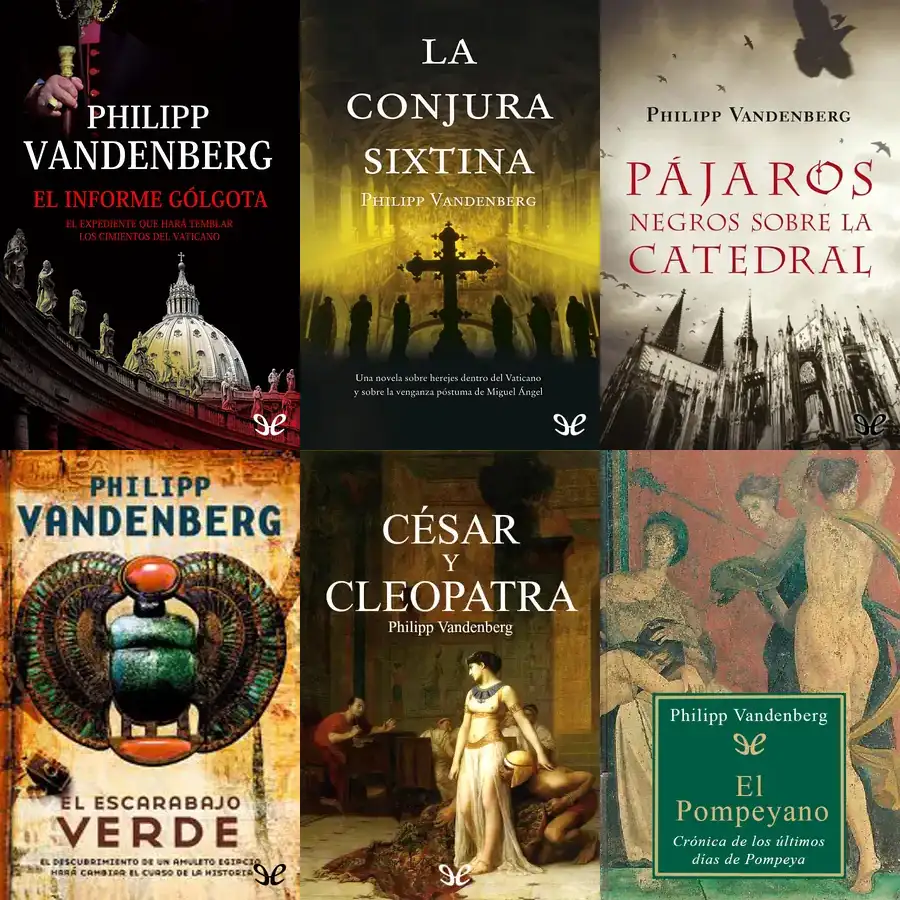 PHILIPP
VANDENBERG
EL INFORME GÓLGOTA
EL EXPEDIENTE QUE HARÁ TEMBLAR
LOS CIMIENTOS DEL VATICANO
LA
CONJURA
SIXTINA
PHILIPP VANDENBERG
Una novela sobre herejes dentro del Vaticano
y sobre la venganza póstuma de Miguel Ángel
PHILIPP VANDENBERG
PÁJAROS
NEGROS SOBRE LA
CATEDRAL
PHILIPP
VANDENBERG
EL ESCARABAJO
VERDE
EL DESCUBRIMIENTO DE UN AMULETO EGIPCIO
HARÁ CAMBIAR EL CURSO DE LA HISTORIA
CÉSAR
Y
CLEOPATRA
Philipp Vandenberg
Philipp Vandenberg
El
Pompeyano
Crónica de los últimos
días de Pompeya